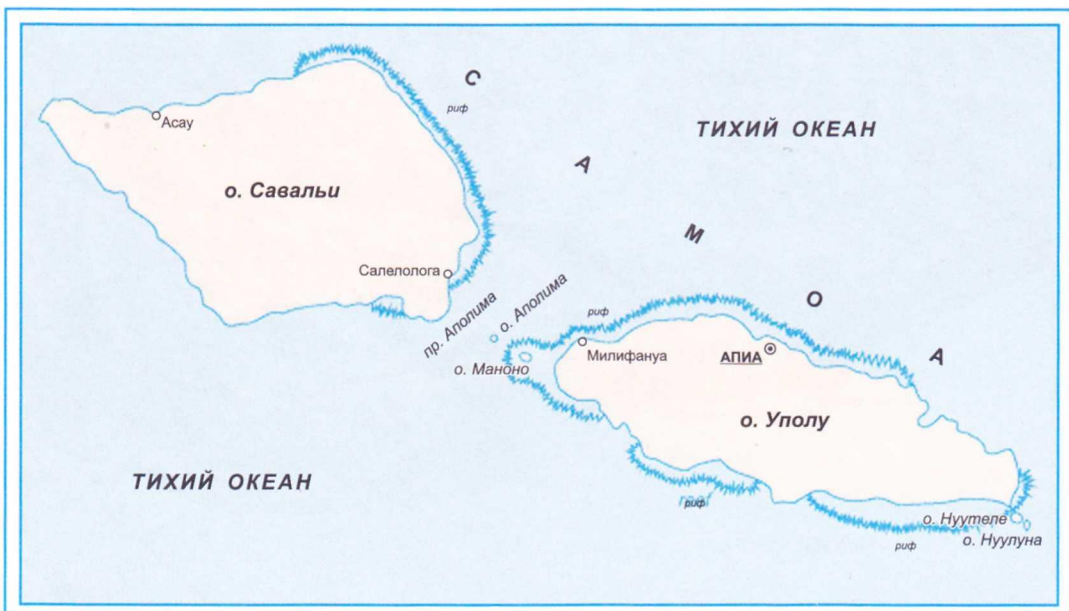 САМОА
риф
ТИХИЙ ОКЕАН
Асау
о. Савальи
Салелолога
пр. Аполима
о. Аполима
риф
Милифануа
АПИА
о. Маноно
о. Уполу
ТИХИЙ ОКЕАН
риф
о. Нуутеле
о. Нуулуна
риф